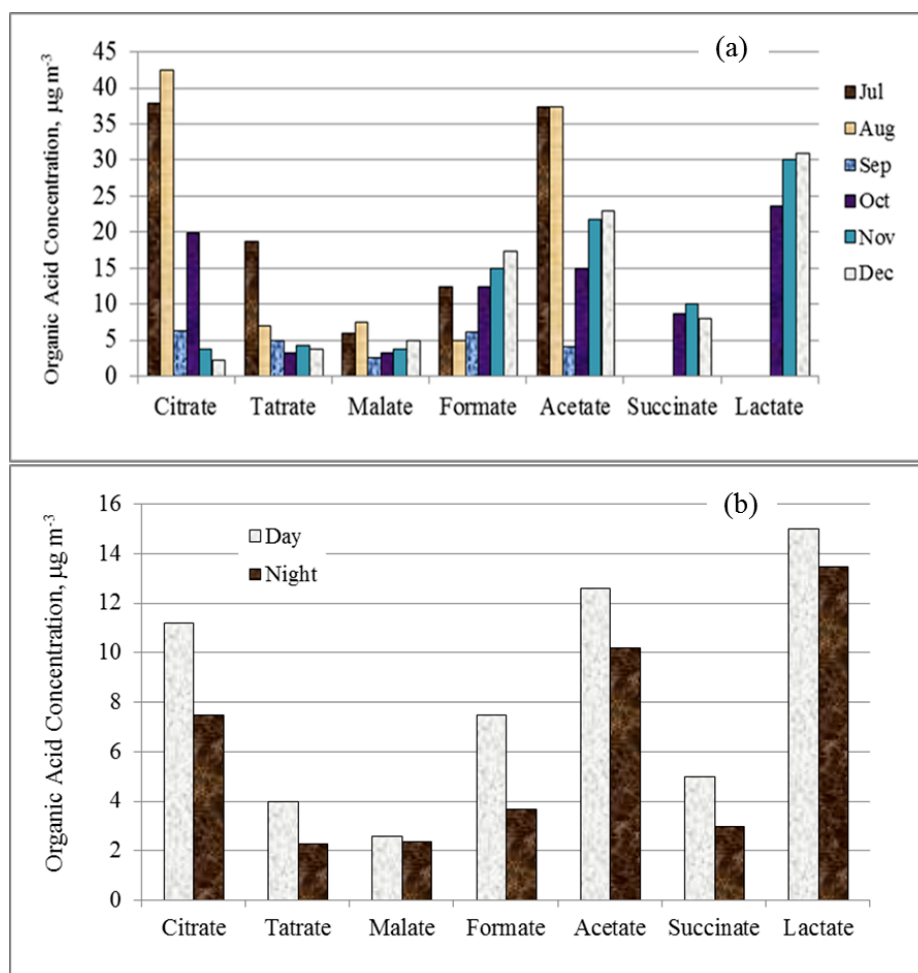 (a)
Organic Acid Concentration, µg m-3
45
40
35
30
25
20
15
10
5
0
Citrate Tatrate Malate Formate Acetate Succinate Lactate
Jul
Aug
Sep
Oct
Nov
Dec
(b)
Organic Acid Concentration, µg m-3
16
14
12
10
8
6
4
2
0
Day
Night
Citrate Tatrate Malate Formate Acetate Succinate Lactate